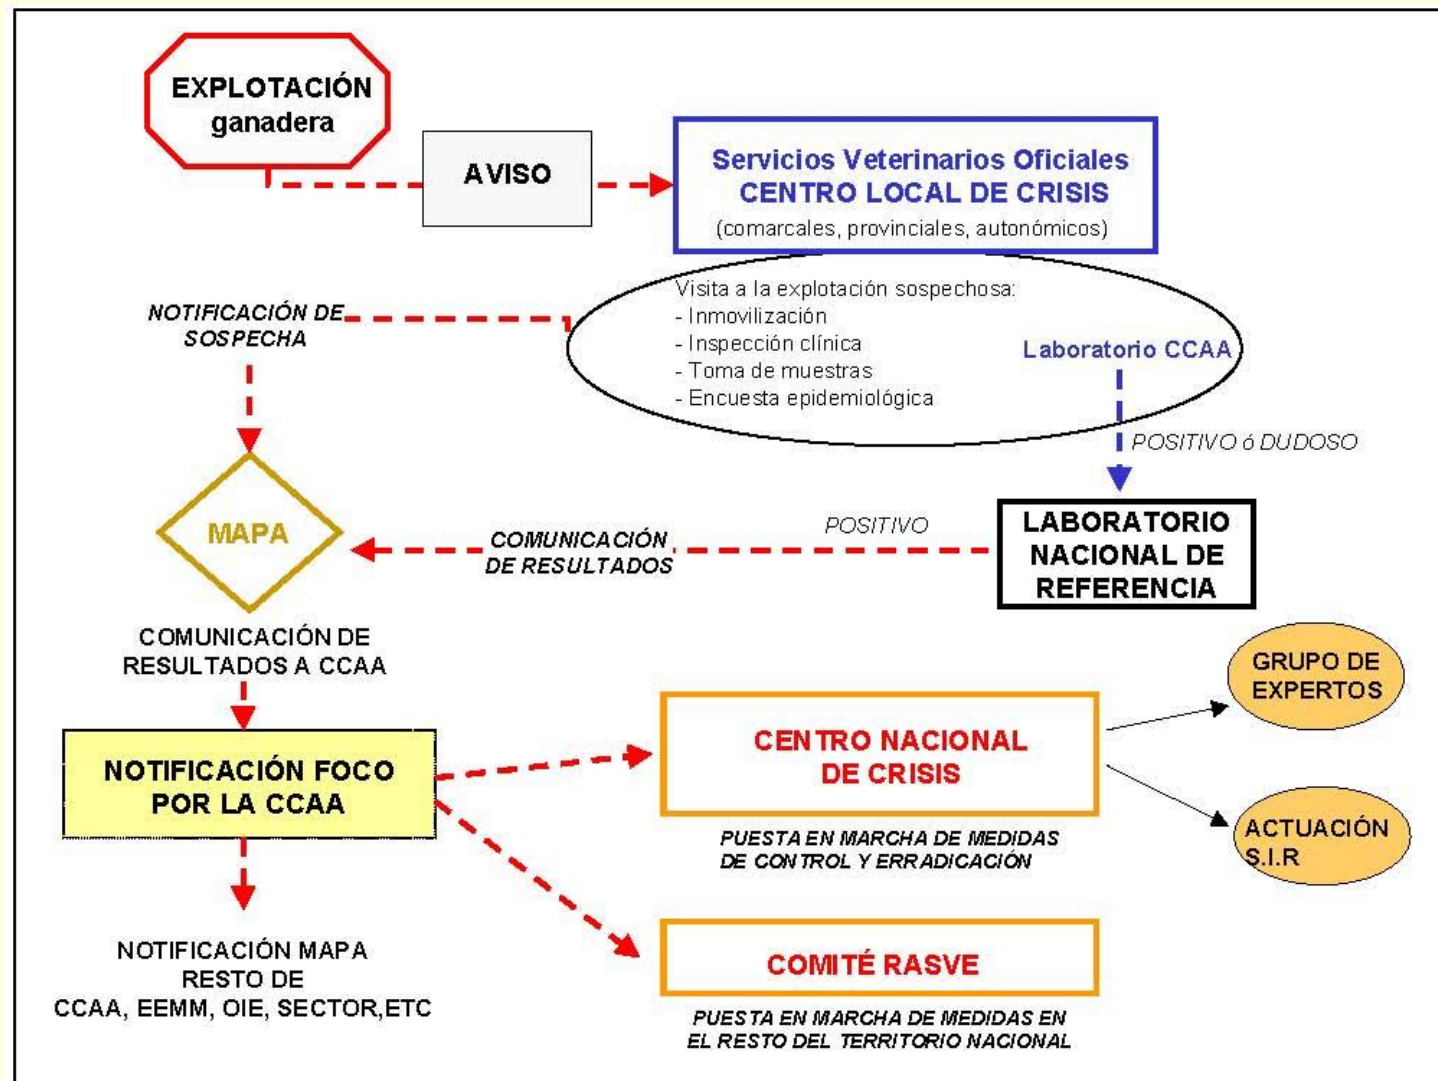 EXPLOTACIÓN
ganadera
AVISO
Servicios Veterinarios Oficiales
CENTRO LOCAL DE CRISIS
(comarcales, provinciales, autonómicos)
Visita a la explotación sospechosa:
- Inmovilización
- Inspección clínica
- Toma de muestras
- Encuesta epidemiológica
Laboratorio CCAA
NOTIFICACIÓN DE
SOSPECHA
POSITIVO ó DUDOSO
MAPA
COMUNICACIÓN
DE RESULTADOS
POSITIVO
LABORATORIO
NACIONAL DE
REFERENCIA
COMUNICACIÓN DE
RESULTADOS A CCAA
GRUPO DE
EXPERTOS
NOTIFICACIÓN FOCO
POR LA CCAA
CENTRO NACIONAL
DE CRISIS
PUESTA EN MARCHA DE MEDIDAS
DE CONTROL Y ERRADICACIÓN
ACTUACIÓN
S.I.R
NOTIFICACIÓN MAPA
RESTO DE
CCAA, EEMM, OIE, SECTOR,ETC
COMITÉ RASVE
PUESTA EN MARCHA DE MEDIDAS EN
EL RESTO DEL TERRITORIO NACIONAL